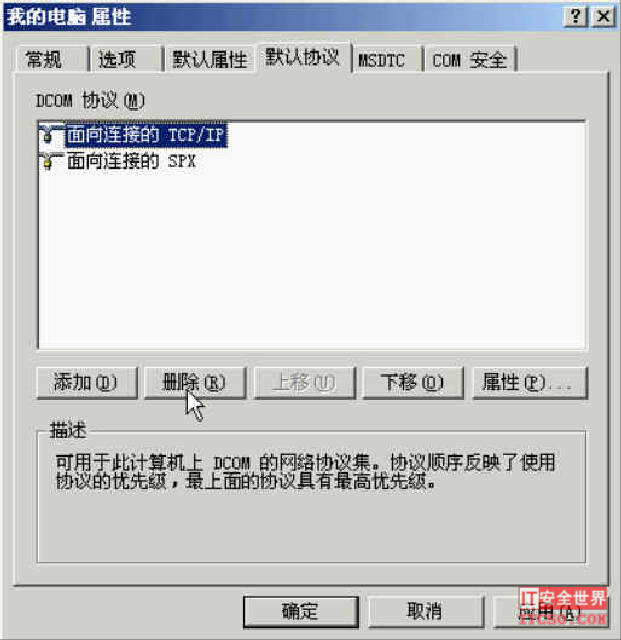 我的电脑 属性
常规 选项 默认属性 默认协议 MSDTC COM 安全
DCOM 协议(M)
面向连接的 TCP/IP
面向连接的 SPX
添加(D) 删除(R) 上移(U) 下移(O) 属性(P)...
描述
可用于此计算机上 DCOM 的网络协议集。协议顺序反映了使用
协议的优先级，最上面的协议具有最高优先级。
确定 取消 应用(A)
IT安全世界
ITCSO.COM